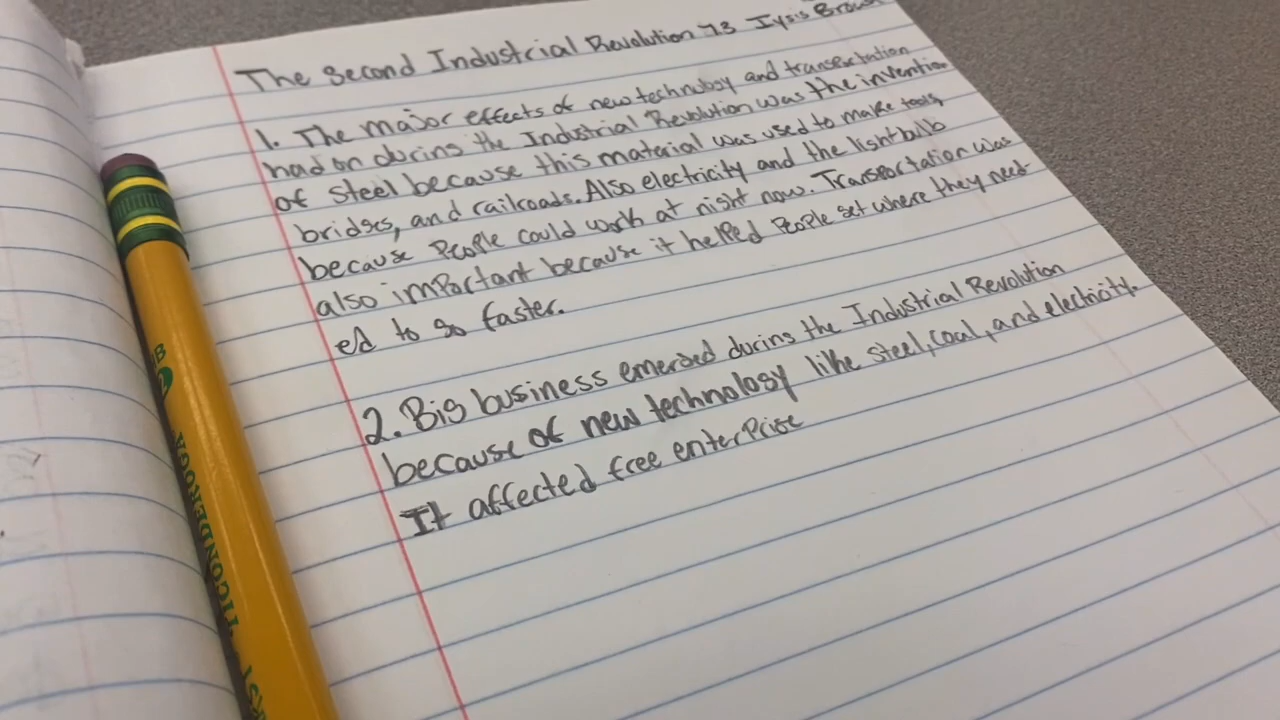 The Second Industrial Revolution 7.3 Iysis Brown
1. The major effects of new technology and transportation
had on during the Industrial Revolution was the invention
of steel because this material was used to make tools,
bridges, and railroads. Also electricity and the lightbulb
because people could work at night now. Transportation was
also important because it helped people get where they need
ed to go faster.
2. Big business emerged during the Industrial Revolution
because of new technology like steel, coal, and electricity.
It affected free enterprise
TICONDEROGA